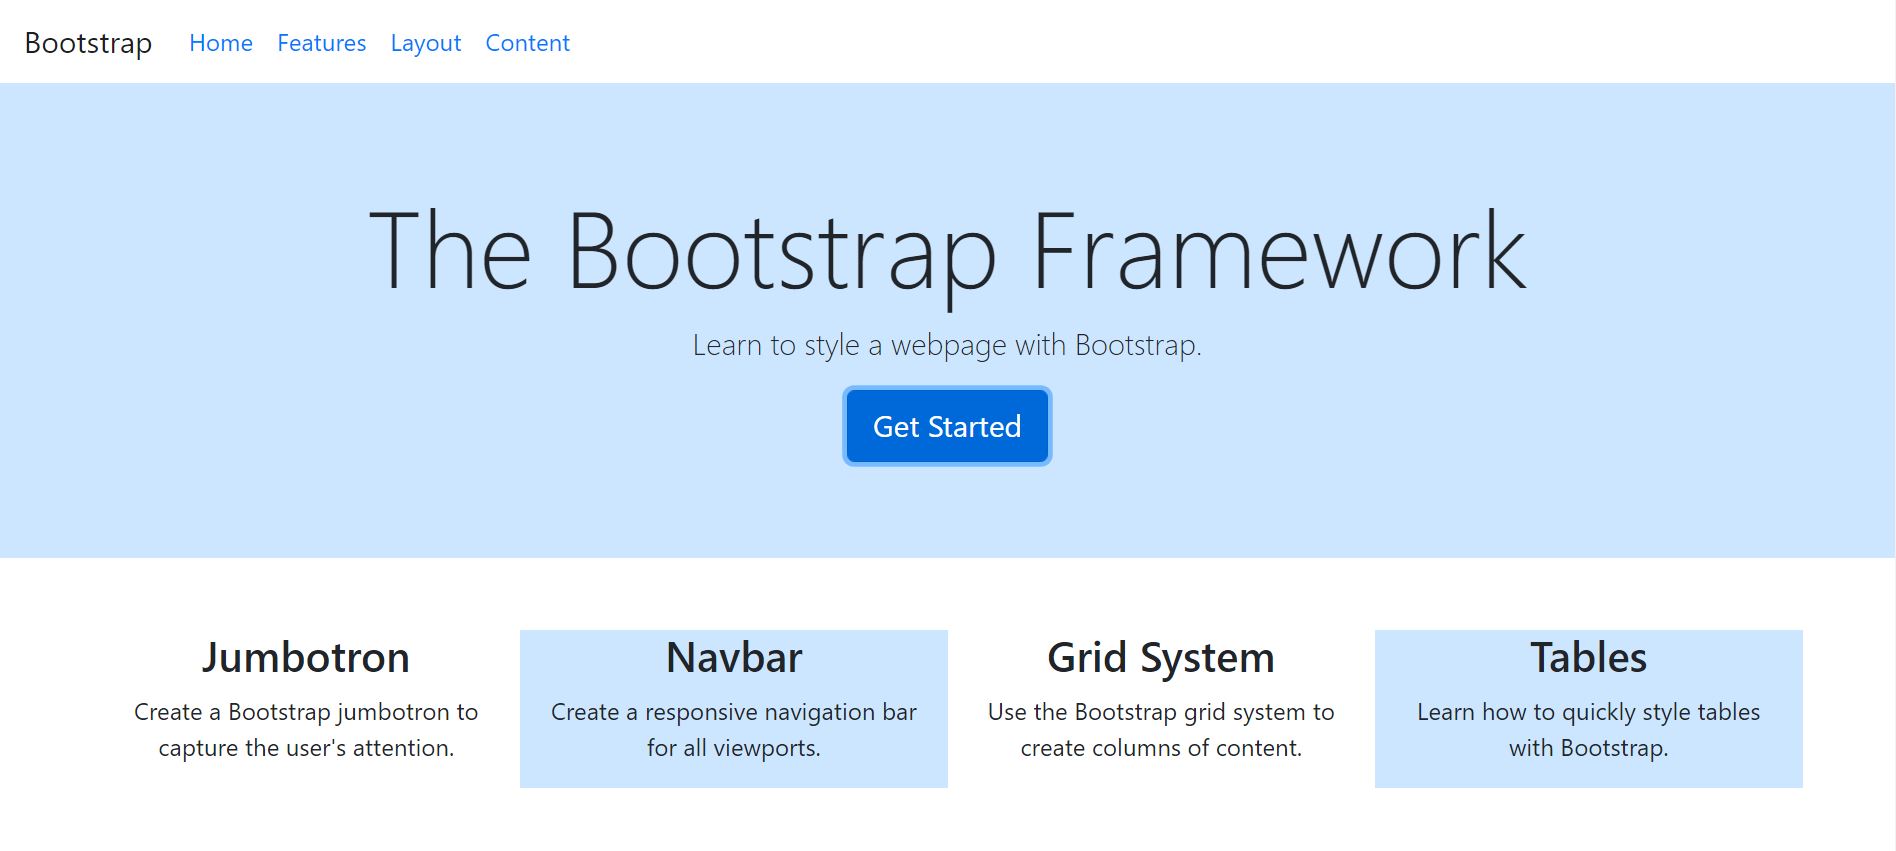 Bootstrap Home Features Layout Content
The Bootstrap Framework
Learn to style a webpage with Bootstrap.
Get Started
Jumbotron
Create a Bootstrap jumbotron to
capture the user's attention.
Navbar
Create a responsive navigation bar
for all viewports.
Grid System
Use the Bootstrap grid system to
create columns of content.
Tables
Learn how to quickly style tables
with Bootstrap.